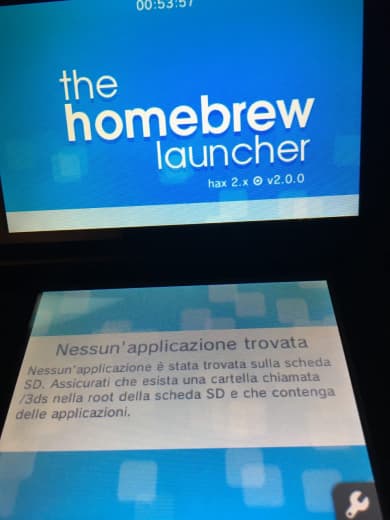 00:53:57
the
homebrew
launcher
hax 2.x v2.0.0
Nessun'applicazione trovata
Nessun'applicazione è stata trovata sulla scheda
SD. Assicurati che esista una cartella chiamata
/3ds nella root della scheda SD e che contenga
delle applicazioni.